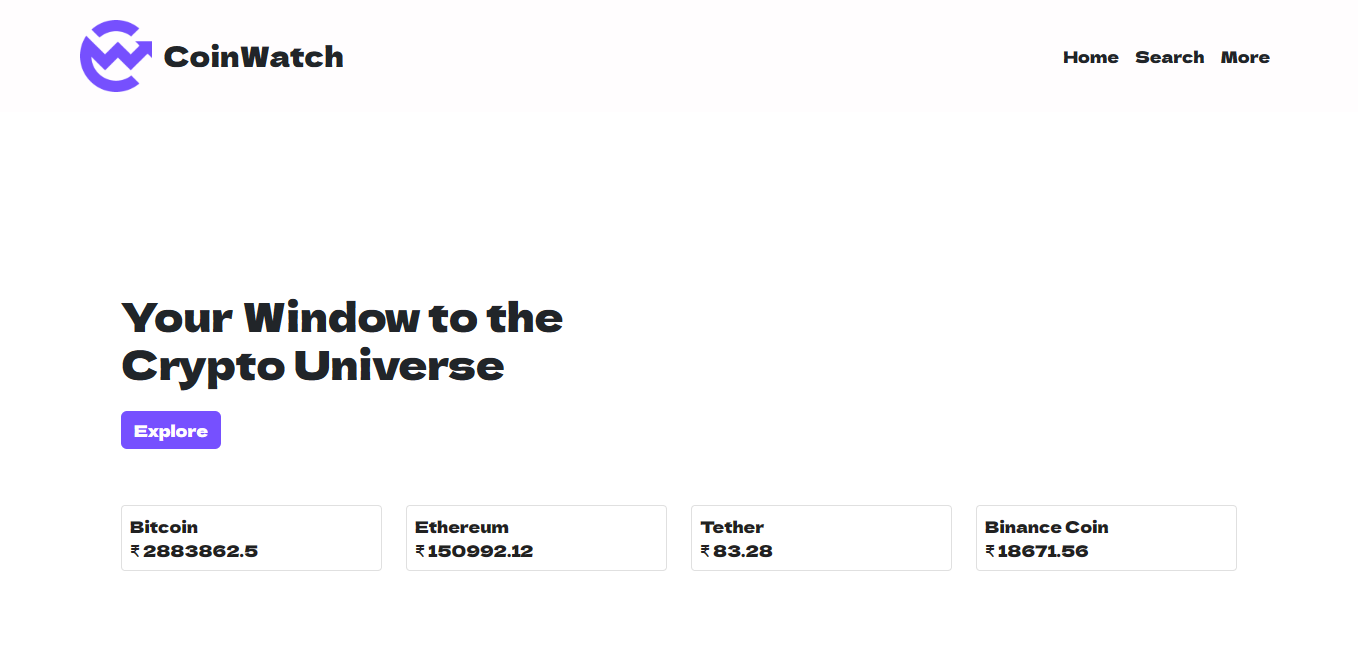 CoinWatch
Home Search More
Your Window to the
Crypto Universe
Explore
Bitcoin
₹ 2883862.5
Ethereum
₹ 150992.12
Tether
₹ 83.28
Binance Coin
₹ 18671.56